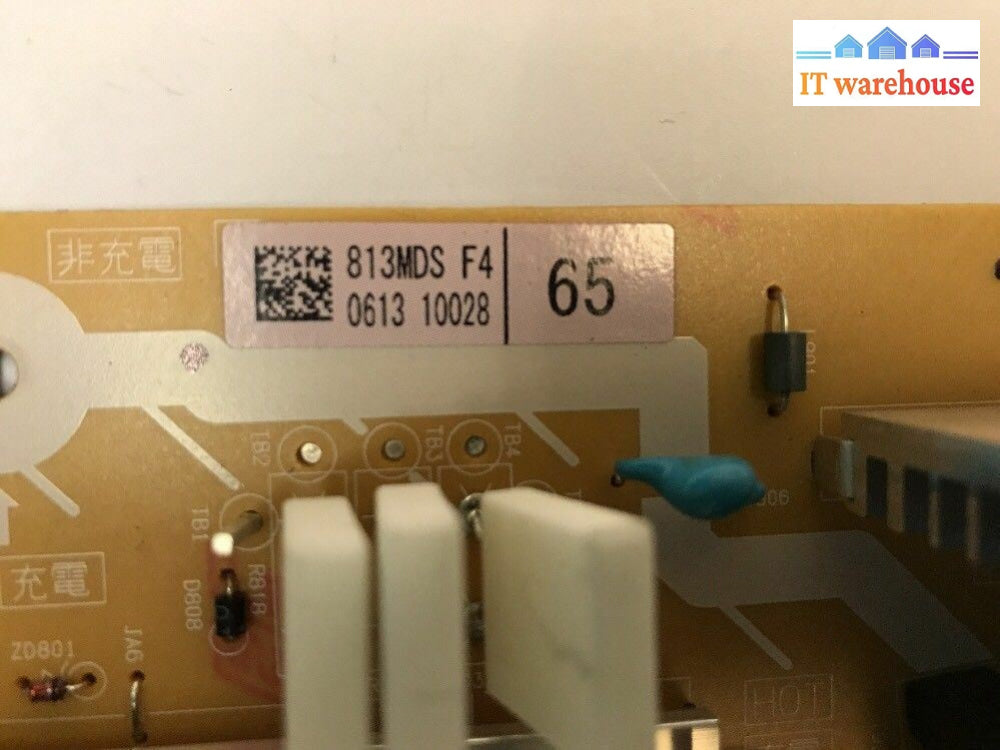 IT warehouse
非充電
813MDS F4
0613 10028
65
TB2
TB3
TB4
TB1
充電
D808
R818
ZD801
JA6
HOT